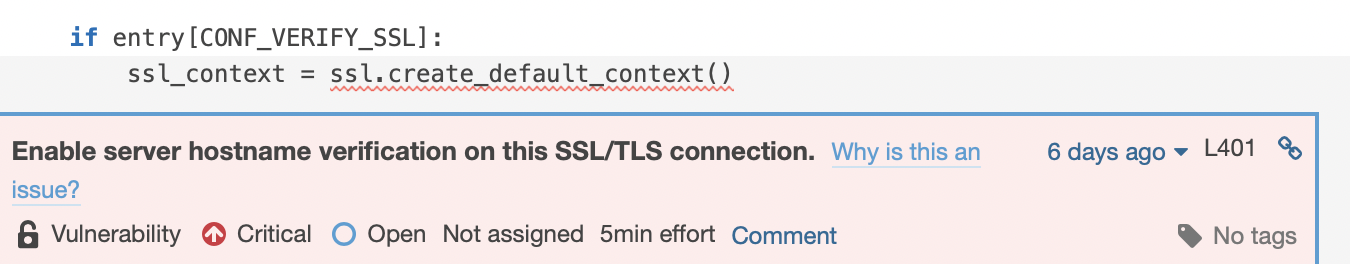 if entry[CONF_VERIFY_SSL]:
ssl_context = ssl.create_default_context()
Enable server hostname verification on this SSL/TLS connection. Why is this an issue? 6 days ago L401
Vulnerability Critical Open Not assigned 5min effort Comment No tags